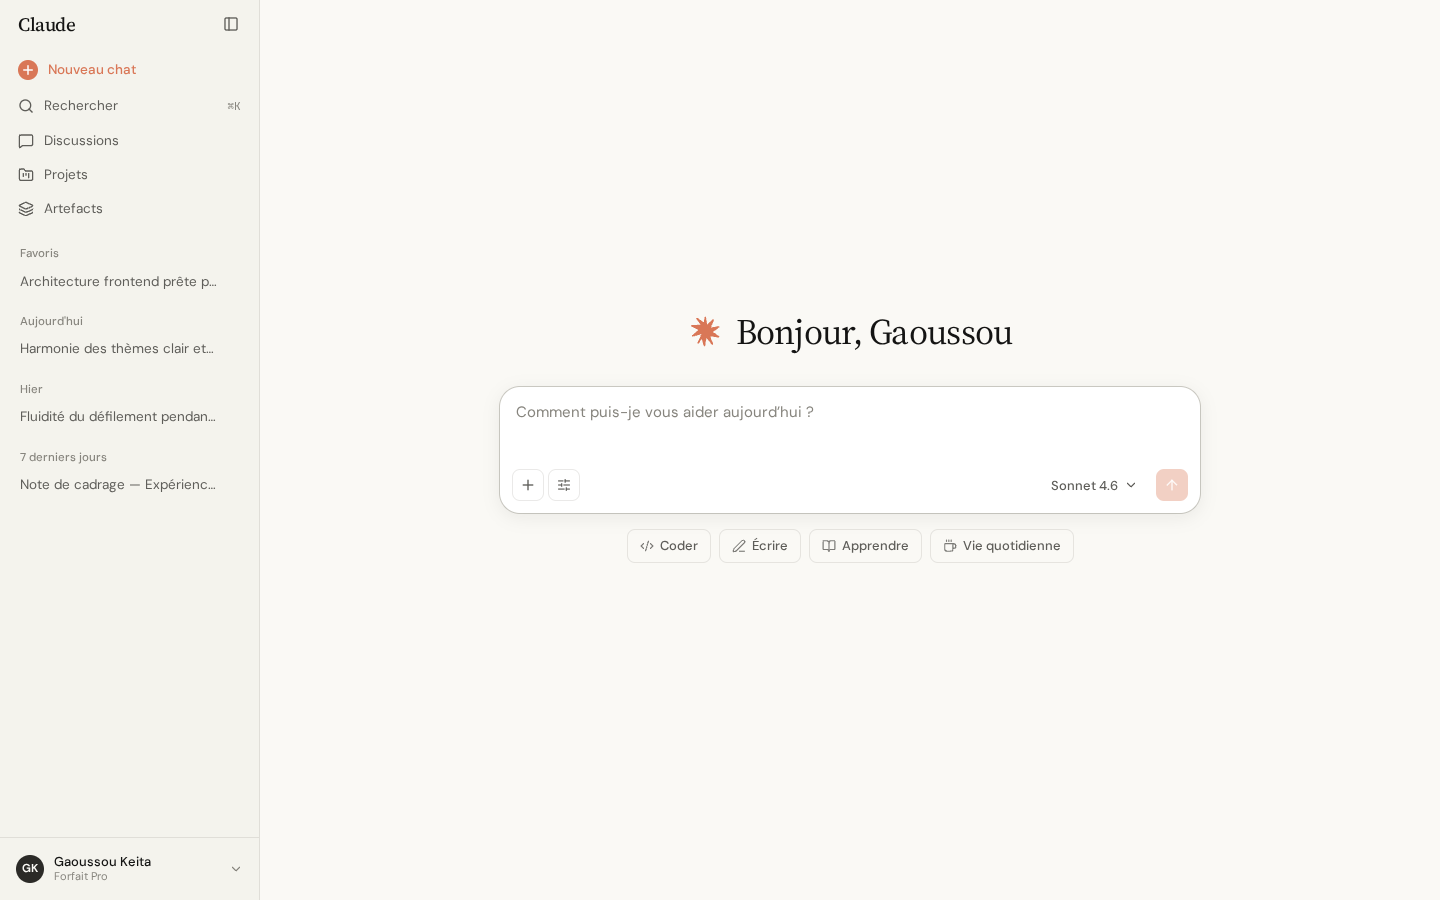 Claude
Nouveau chat
Rechercher ⌘K
Discussions
Projets
Artefacts
Favoris
Architecture frontend prête p…
Aujourd'hui
Harmonie des thèmes clair et…
Hier
Fluidité du défilement pendan…
7 derniers jours
Note de cadrage — Expérienc…
GK
Gaoussou Keita
Forfait Pro
Bonjour, Gaoussou
Comment puis-je vous aider aujourd’hui ?
Sonnet 4.6
Coder
Écrire
Apprendre
Vie quotidienne